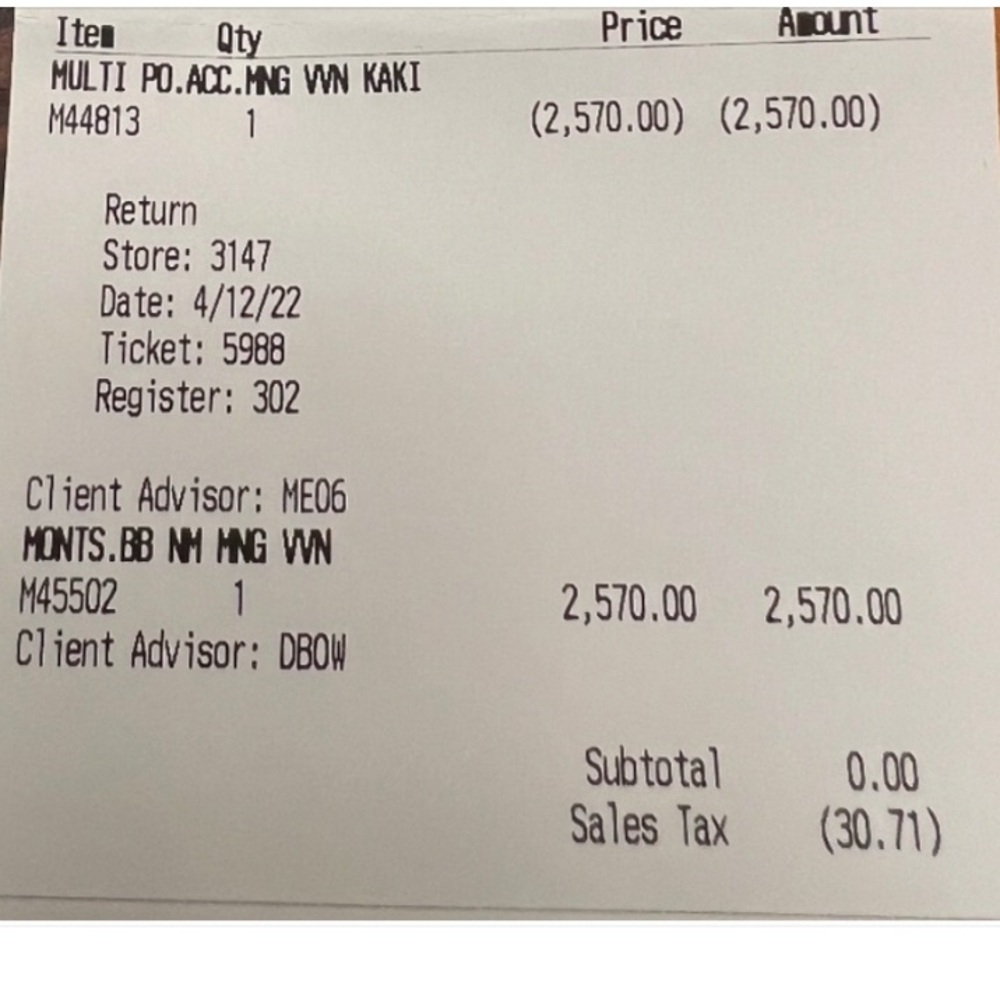 Item Qty Price Amount
MULTI PO.ACC.MNG VVN KAKI
M44813 1 (2,570.00) (2,570.00)
Return
Store: 3147
Date: 4/12/22
Ticket: 5988
Register: 302
Client Advisor: ME06
MONTS.BB NM MNG VVN
M45502 1 2,570.00 2,570.00
Client Advisor: DBOW
Subtotal 0.00
Sales Tax (30.71)